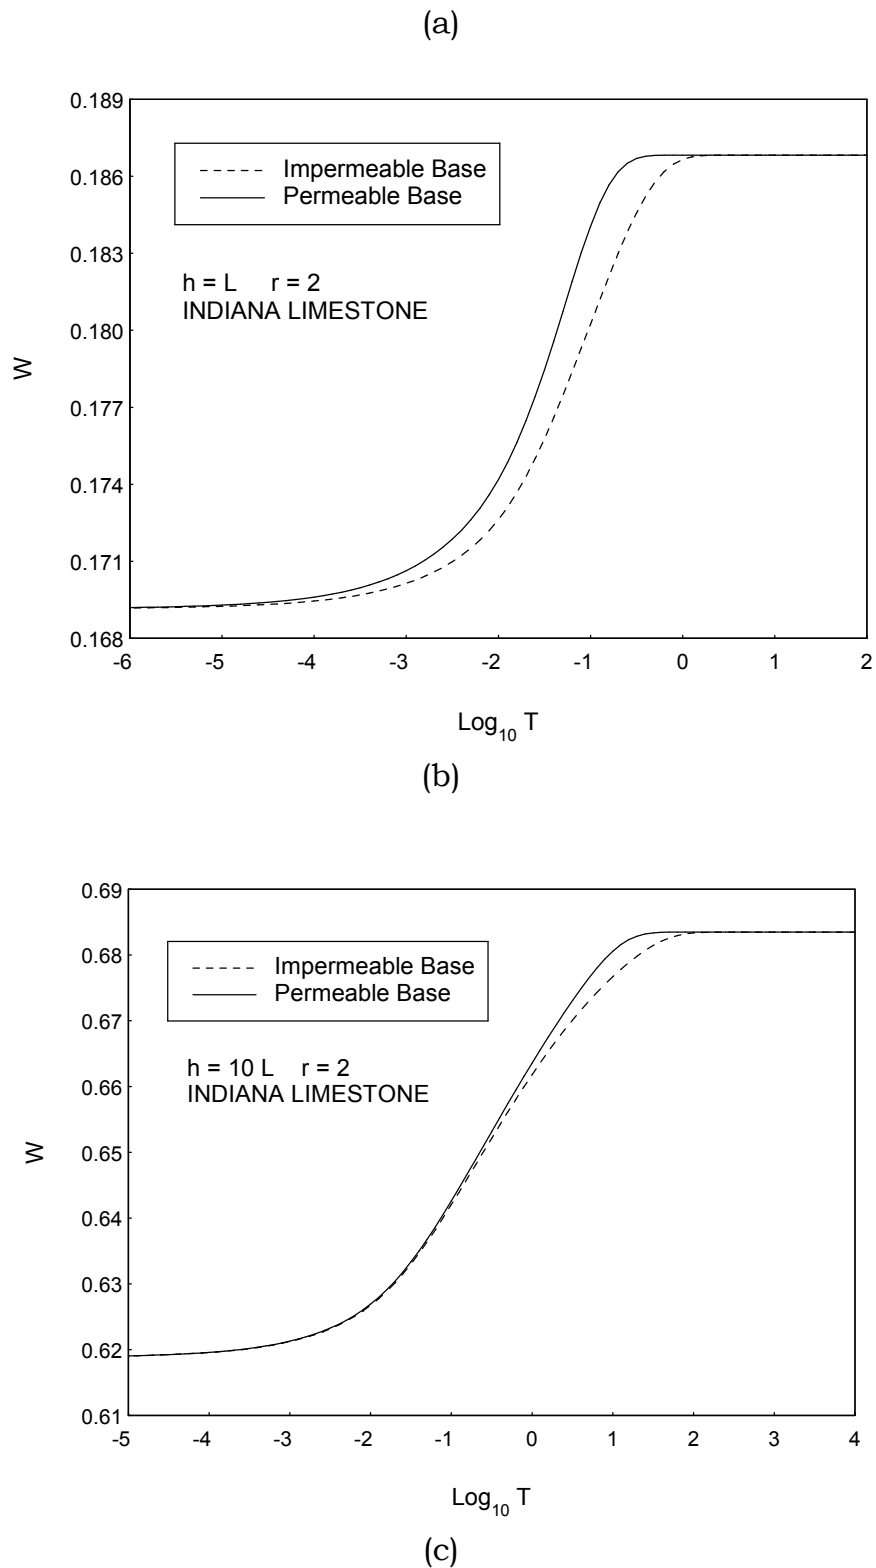 (a)
0.189
0.186
0.183
0.180
0.177
0.174
0.171
0.168
W
Impermeable Base
Permeable Base
h = L r = 2
INDIANA LIMESTONE
-6 -5 -4 -3 -2 -1 0 1 2
Log10 T
(b)
0.69
0.68
0.67
0.66
0.65
0.64
0.63
0.62
0.61
W
Impermeable Base
Permeable Base
h = 10 L r = 2
INDIANA LIMESTONE
-5 -4 -3 -2 -1 0 1 2 3 4
Log10 T
(c)